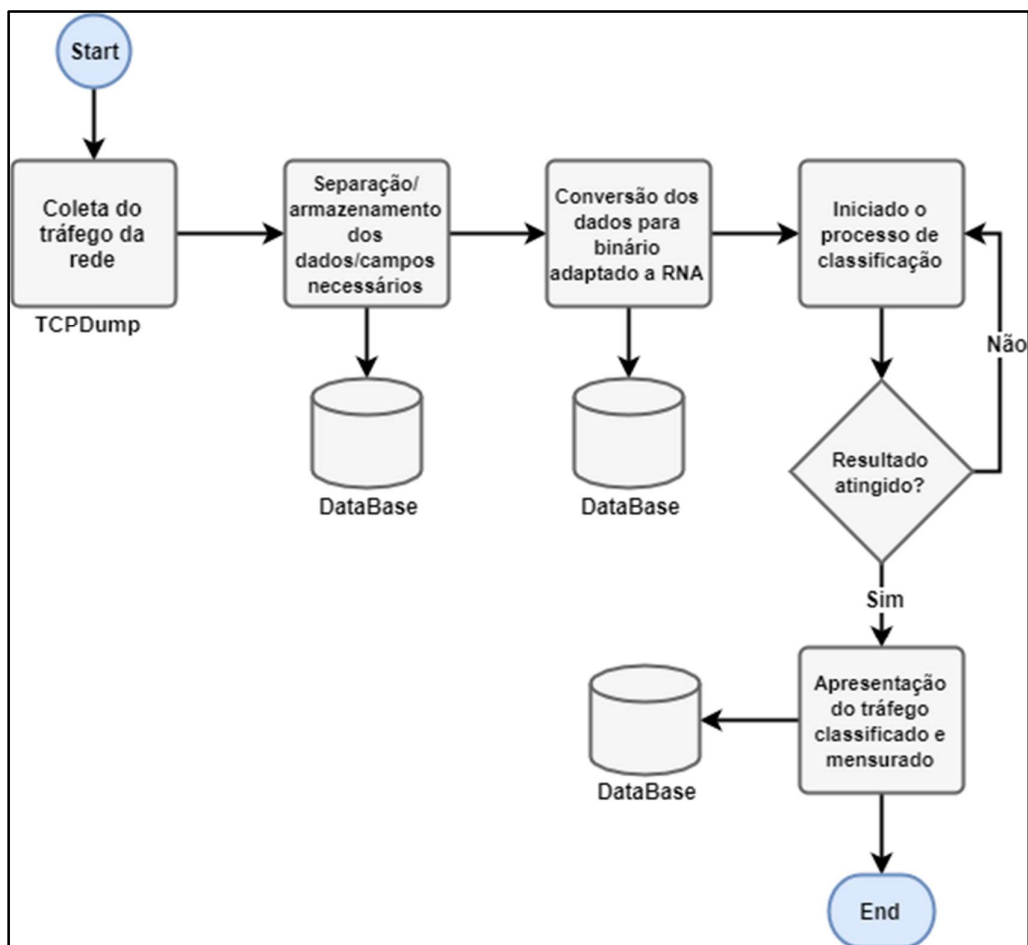 Start
Coleta do
tráfego da
rede
TCPDump
Separação/
armazenamento
dos
dados/campos
necessários
DataBase
Conversão dos
dados para
binário
adaptado a RNA
DataBase
Iniciado o
processo de
classificação
Não
Resultado
atingido?
Sim
Apresentação
do tráfego
classificado e
mensurado
DataBase
End